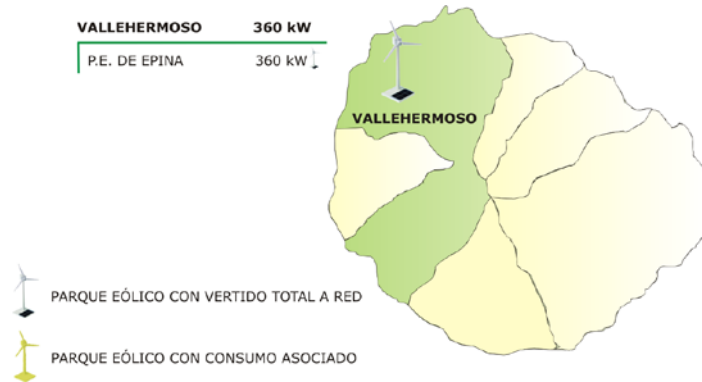 VALLEHERMOSO 360 kW
P.E. DE EPINA 360 kW
VALLEHERMOSO
PARQUE EÓLICO CON VERTIDO TOTAL A RED
PARQUE EÓLICO CON CONSUMO ASOCIADO